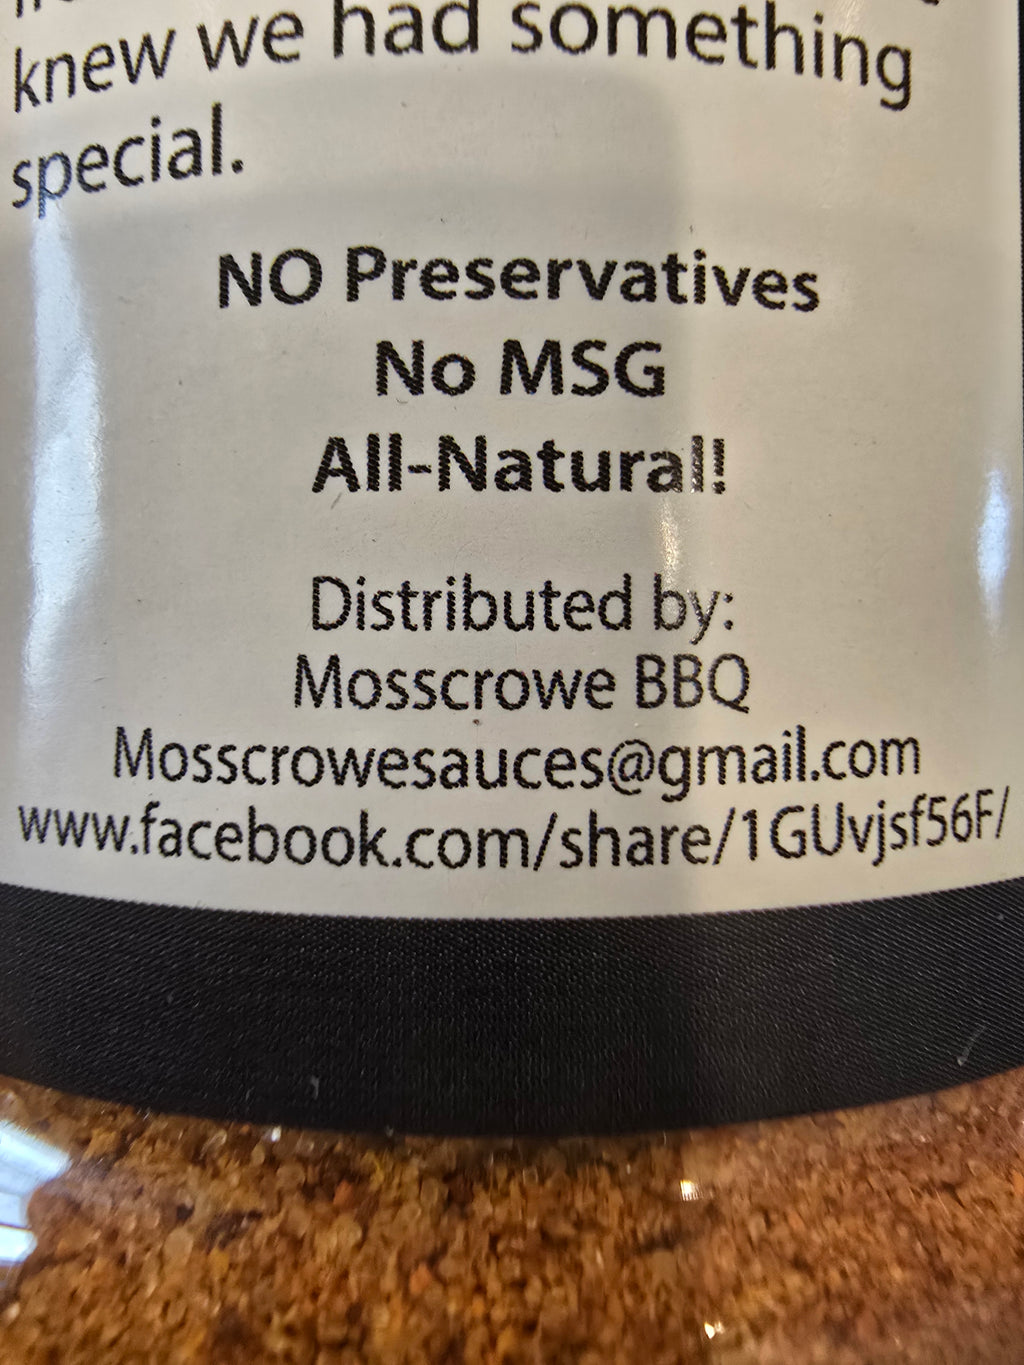 knew we had something
special.
NO Preservatives
No MSG
All-Natural!
Distributed by:
Mosscrowe BBQ
Mosscrowesauces@gmail.com
www.facebook.com/share/1GUvjsf56F/